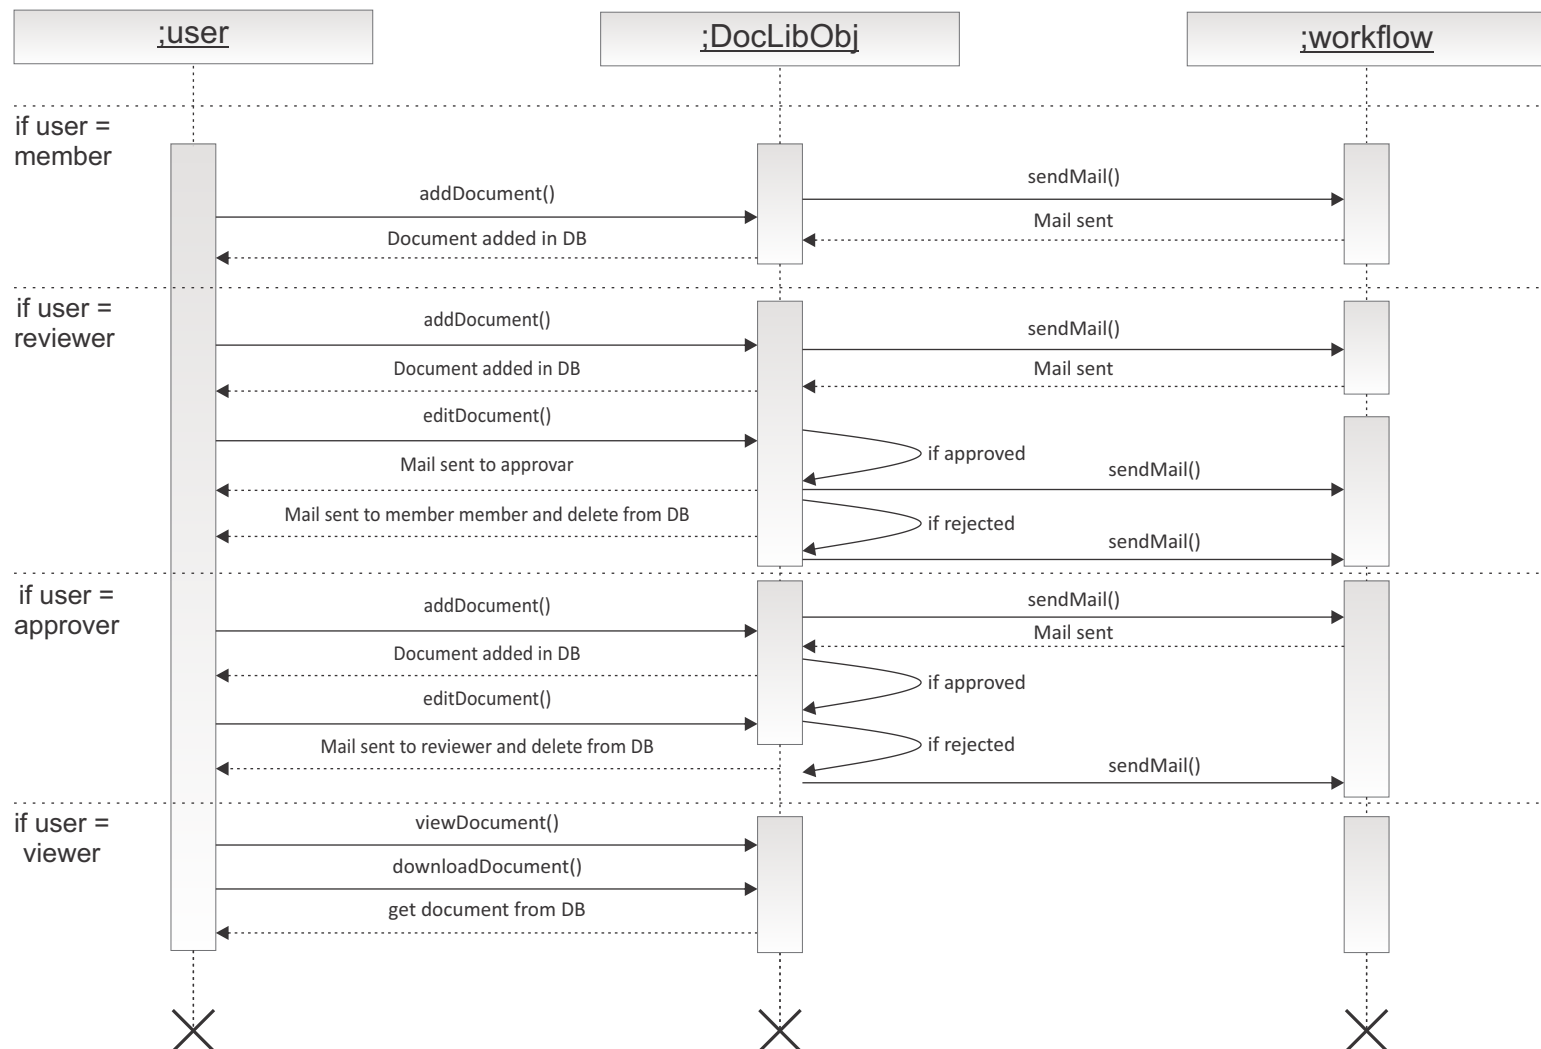 ;user
;DocLibObj
;workflow
if user =
member
addDocument()
sendMail()
Mail sent
Document added in DB
if user =
reviewer
addDocument()
sendMail()
Document added in DB
Mail sent
editDocument()
if approved
Mail sent to approvar
sendMail()
Mail sent to member member and delete from DB
if rejected
sendMail()
if user =
approver
addDocument()
sendMail()
Mail sent
Document added in DB
if approved
editDocument()
Mail sent to reviewer and delete from DB
if rejected
sendMail()
if user =
viewer
viewDocument()
downloadDocument()
get document from DB